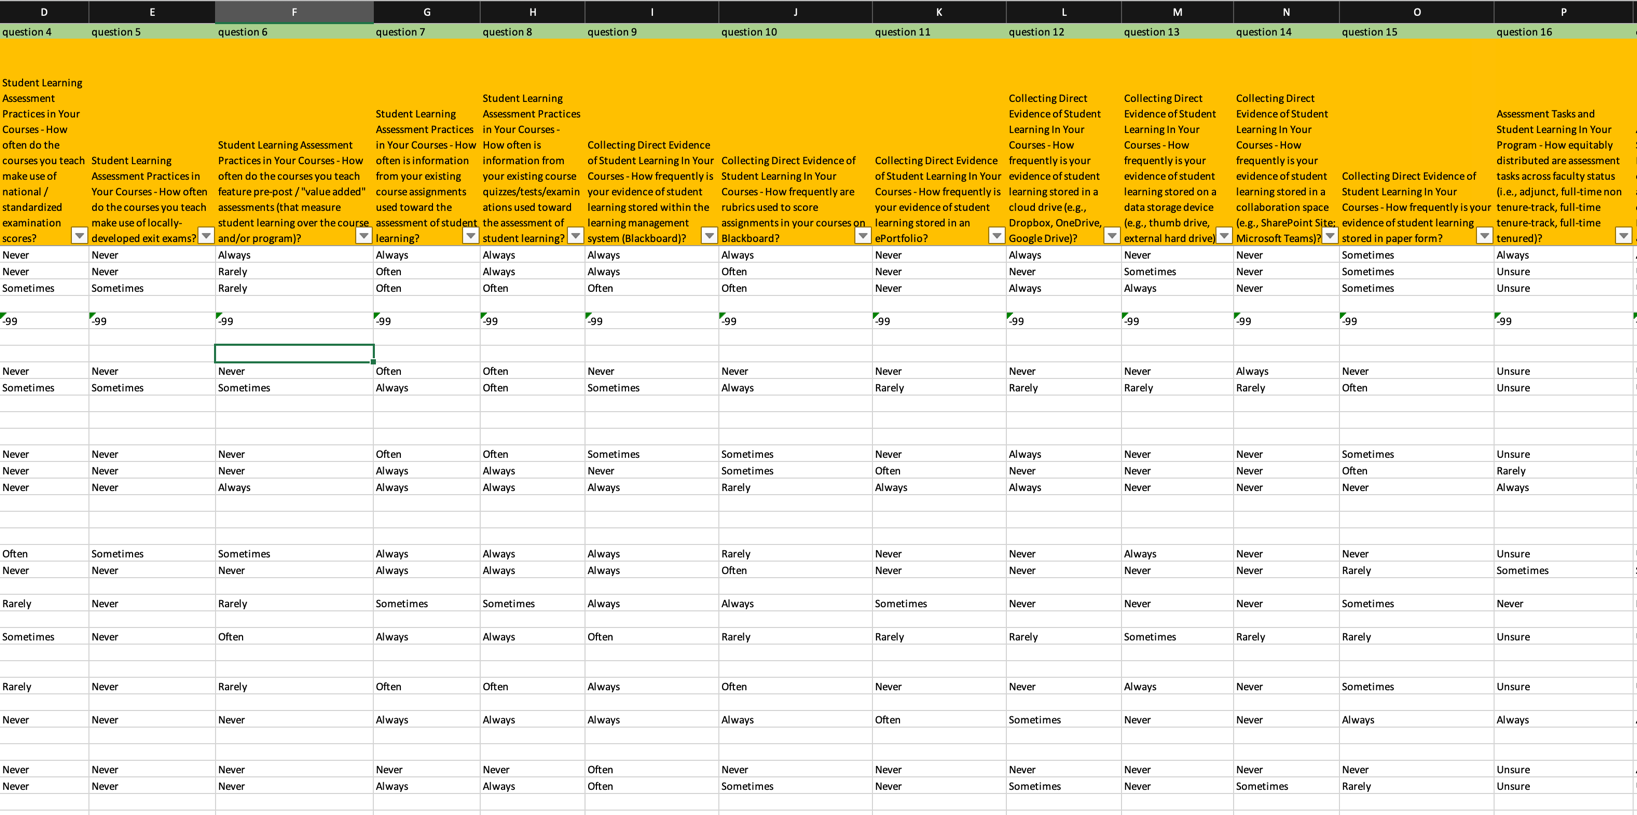 D E F G H I J K L M N O P
question 4 question 5 question 6 question 7 question 8 question 9 question 10 question 11 question 12 question 13 question 14 question 15 question 16
Student Learning
Assessment
Practices in Your
Courses - How
often do the
courses you teach
make use of
national /
standardized
examination
scores?
Student Learning
Assessment Practices in
Your Courses - How often
do the courses you teach
make use of locally-
developed exit exams?
Student Learning Assessment
Practices in Your Courses - How
often do the courses you teach
feature pre-post / "value added"
assessments (that measure
student learning over the course
and/or program)?
Student Learning
Assessment Practices
in Your Courses - How
often is information
from your existing
course assignments
used toward the
assessment of student
learning?
Student Learning
Assessment Practices
in Your Courses -
How often is
information from
your existing course
quizzes/tests/examin
ations used toward
the assessment of
student learning?
Collecting Direct Evidence
of Student Learning In Your
Courses - How frequently is
your evidence of student
learning stored within the
learning management
system (Blackboard)?
Collecting Direct Evidence of
Student Learning In Your
Courses - How frequently are
rubrics used to score
assignments in your courses on
Blackboard?
Collecting Direct Evidence
of Student Learning In Your
Courses - How frequently is
your evidence of student
learning stored in an
ePortfolio?
Collecting Direct
Evidence of Student
Learning In Your
Courses - How
frequently is your
evidence of student
learning stored in a
cloud drive (e.g.,
Dropbox, OneDrive,
Google Drive)?
Collecting Direct
Evidence of Student
Learning In Your
Courses - How
frequently is your
evidence of student
learning stored on a
data storage device
(e.g., thumb drive,
external hard drive)
Collecting Direct
Evidence of Student
Learning In Your
Courses - How
frequently is your
evidence of student
learning stored in a
collaboration space
(e.g., SharePoint Site;
Microsoft Teams)?
Collecting Direct Evidence of
Student Learning In Your
Courses - How frequently is your
evidence of student learning
stored in paper form?
Assessment Tasks and
Student Learning In Your
Program - How equitably
distributed are assessment
tasks across faculty status
(i.e., adjunct, full-time non
tenure-track, full-time
tenure-track, full-time
tenured)?
Never Never Always Always Always Always Always Never Always Never Never Sometimes Always
Never Never Rarely Often Always Always Often Never Never Sometimes Never Sometimes Unsure
Sometimes Sometimes Rarely Often Often Often Often Never Always Always Never Sometimes Unsure
-99 -99 -99 -99 -99 -99 -99 -99 -99 -99 -99 -99 -99
Never Never Never Often Often Never Never Never Never Never Always Never Unsure
Sometimes Sometimes Sometimes Always Often Sometimes Always Rarely Rarely Rarely Rarely Often Unsure
Never Never Never Often Often Sometimes Sometimes Never Always Never Never Sometimes Unsure
Never Never Never Always Always Never Sometimes Often Never Never Never Often Rarely
Never Never Always Always Always Always Rarely Always Always Never Never Never Always
Often Sometimes Sometimes Always Always Always Rarely Never Never Always Never Never Unsure
Never Never Never Always Always Always Often Never Never Never Never Rarely Sometimes
Rarely Never Rarely Sometimes Sometimes Always Always Sometimes Never Never Never Sometimes Never
Sometimes Never Often Always Always Often Rarely Rarely Rarely Sometimes Rarely Rarely Unsure
Rarely Never Rarely Often Often Always Often Never Never Always Never Sometimes Unsure
Never Never Never Always Always Always Always Often Sometimes Never Never Always Always
Never Never Never Never Never Often Never Never Never Never Never Never Unsure
Never Never Never Always Always Often Sometimes Never Sometimes Never Sometimes Rarely Unsure